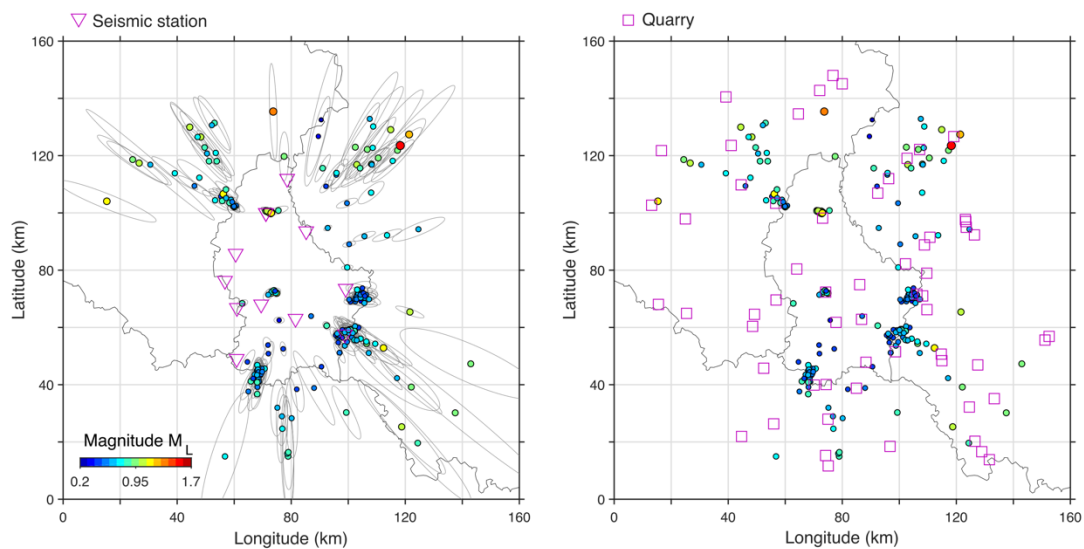 Seismic station
Quarry
160
120
80
40
0
Latitude (km)
Magnitude M L
0.2 0.95 1.7
0 40 80 120 160
Longitude (km)
160
120
80
40
0
Latitude (km)
0 40 80 120 160
Longitude (km)